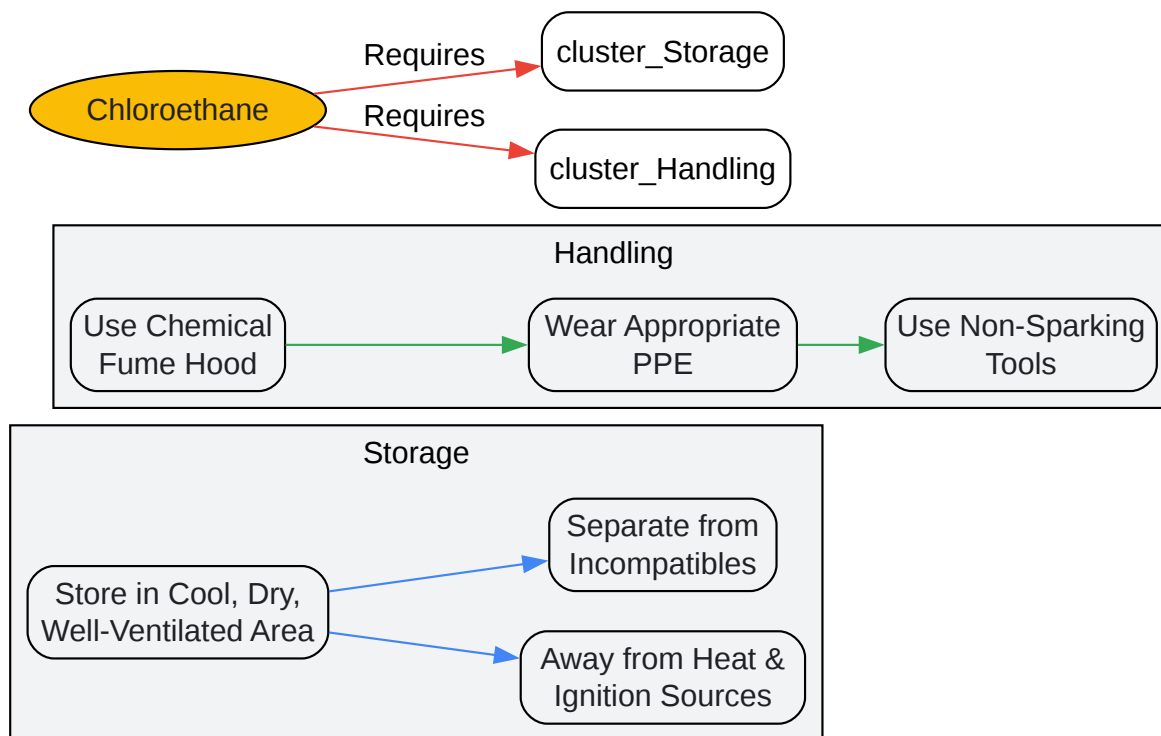 Chloroethane
Requires
cluster_Storage
Requires
cluster_Handling
Handling
Use Chemical
Fume Hood
Wear Appropriate
PPE
Use Non-Sparking
Tools
Storage
Store in Cool, Dry,
Well-Ventilated Area
Separate from
Incompatibles
Away from Heat &
Ignition Sources